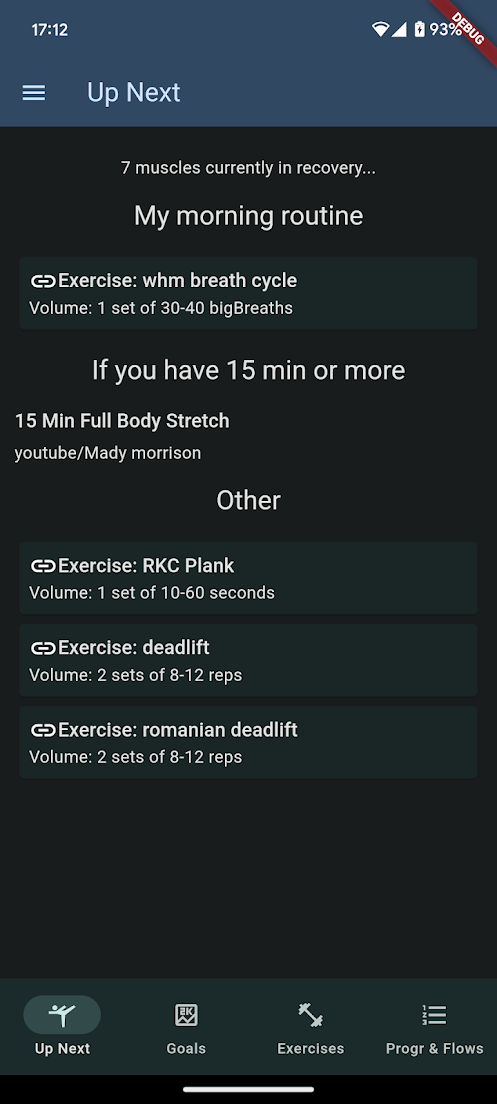 17:12
93%
DEBUG
Up Next
7 muscles currently in recovery...
My morning routine
Exercise: whm breath cycle
Volume: 1 set of 30-40 bigBreaths
If you have 15 min or more
15 Min Full Body Stretch
youtube/Mady morrison
Other
Exercise: RKC Plank
Volume: 1 set of 10-60 seconds
Exercise: deadlift
Volume: 2 sets of 8-12 reps
Exercise: romanian deadlift
Volume: 2 sets of 8-12 reps
Up Next
Goals
Exercises
Progr & Flows